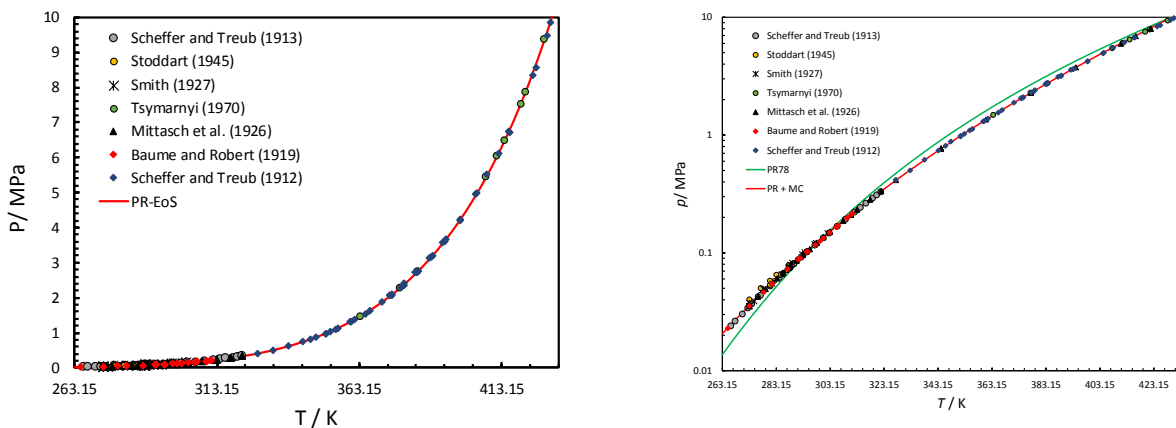 10
9
8
7
6
5
4
3
2
1
0
P/ MPa
Scheffer and Treub (1913)
Stoddart (1945)
Smith (1927)
Tsymarnyi (1970)
Mittasch et al. (1926)
Baume and Robert (1919)
Scheffer and Treub (1912)
PR-EoS
263.15 313.15 363.15 413.15
T / K
10
1
0.1
0.01
p/ MPa
Scheffer and Treub (1913)
Stoddart (1945)
Smith (1927)
Tsymarnyi (1970)
Mittasch et al. (1926)
Baume and Robert (1919)
Scheffer and Treub (1912)
PR78
PR + MC
263.15 283.15 303.15 323.15 343.15 363.15 383.15 403.15 423.15
T / K